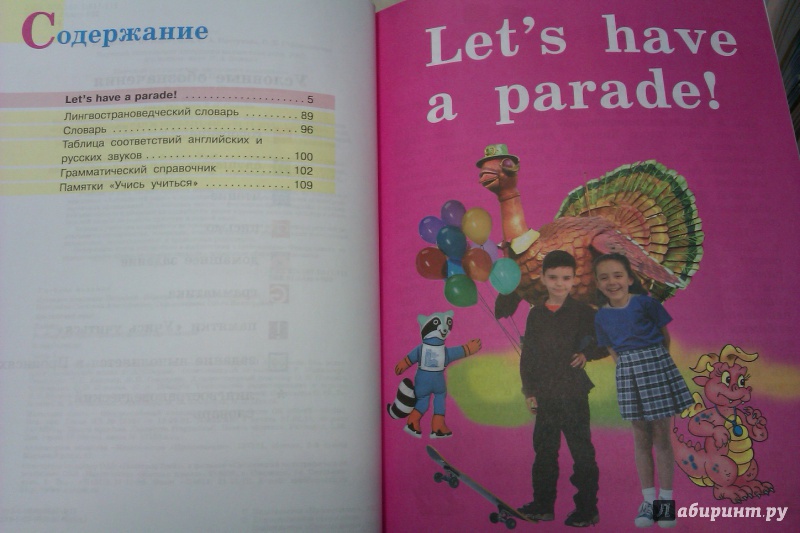 Содержание
Let's have a parade! . . . . . . . . . . . . . . . . . . . . 5
Лингвострановедческий словарь . . . . . . . . 89
Словарь . . . . . . . . . . . . . . . . . . . . . . . . . . . . 96
Таблица соответствий английских и
русских звуков . . . . . . . . . . . . . . . . . . . . . . 100
Грамматический справочник . . . . . . . . . . . 102
Памятки «Учись учиться» . . . . . . . . . . . . . 109
Let's have
a parade!
Лабиринт.ру